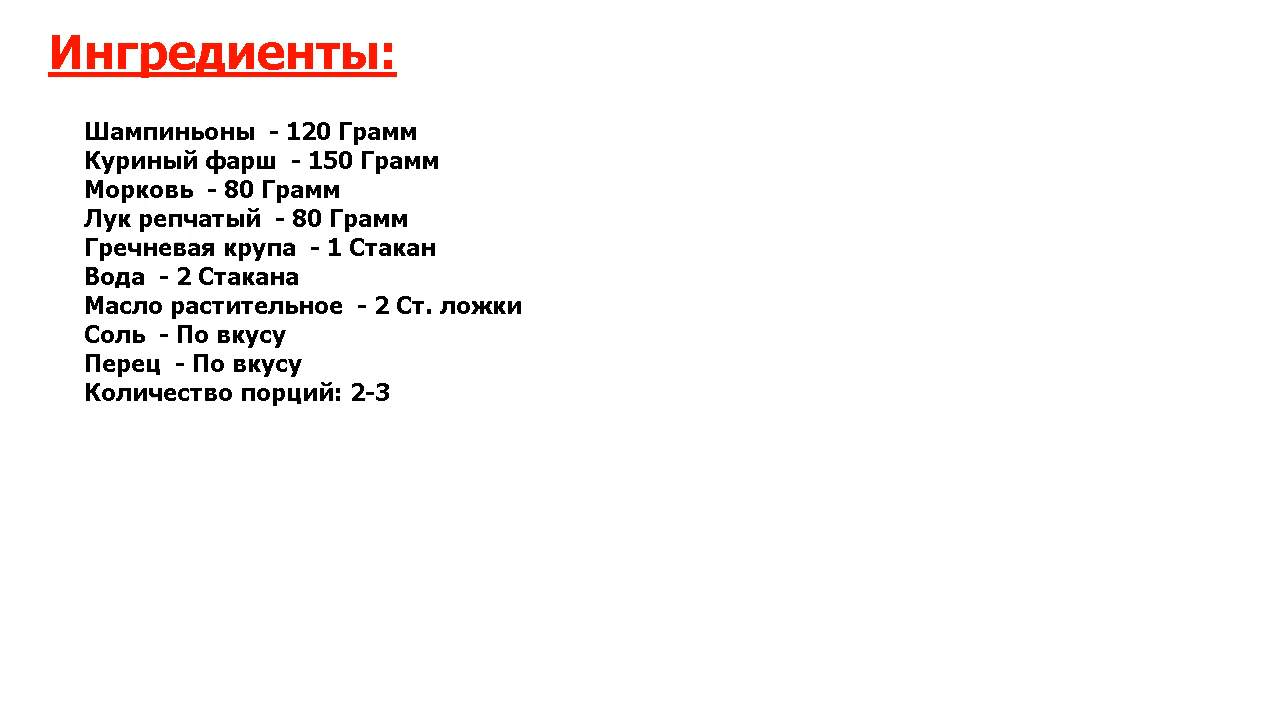 Ингредиенты:
Шампиньоны - 120 Грамм
Куриный фарш - 150 Грамм
Морковь - 80 Грамм
Лук репчатый - 80 Грамм
Гречневая крупа - 1 Стакан
Вода - 2 Стакана
Масло растительное - 2 Ст. ложки
Соль - По вкусу
Перец - По вкусу
Количество порций: 2-3